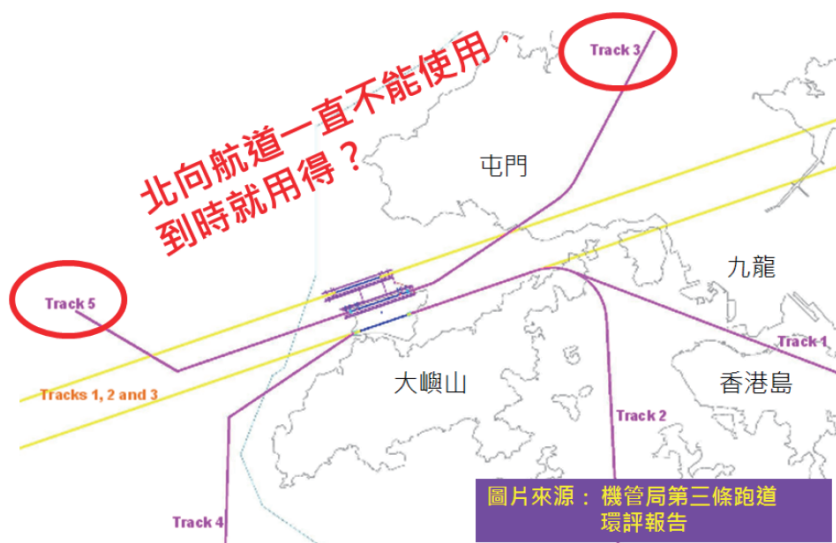 Track 3
北向航道一直不能使用，
到時就用得？
屯門
九龍
Track 5
Track 1
Tracks 1, 2 and 3
大嶼山
香港島
Track 2
圖片來源： 機管局第三條跑道
環評報告
Track 4